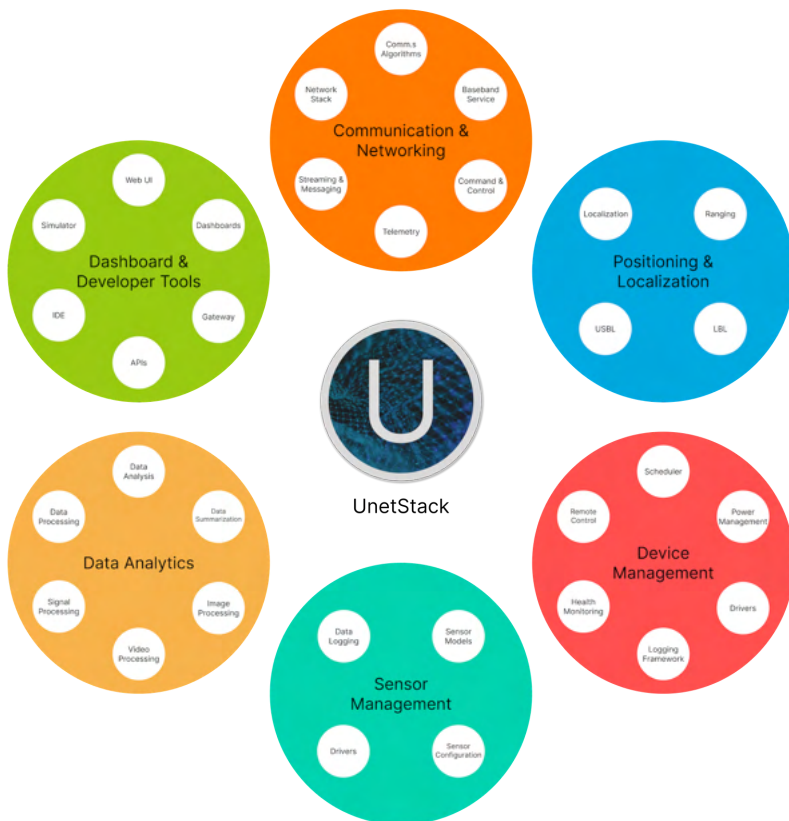 Comm.s
Algorithms
Network
Stack
Baseband
Service
Communication &
Networking
Streaming &
Messaging
Command &
Control
Telemetry
Web UI
Simulator
Dashboards
Dashboard &
Developer Tools
IDE
Gateway
APIs
Localization
Ranging
Positioning &
Localization
USBL
LBL
U
UnetStack
Data
Analysis
Data
Processing
Data
Summarization
Data Analytics
Signal
Processing
Image
Processing
Video
Processing
Scheduler
Remote
Control
Power
Management
Device
Management
Health
Monitoring
Drivers
Logging
Framework
Data
Logging
Sensor
Models
Sensor
Management
Drivers
Sensor
Configuration